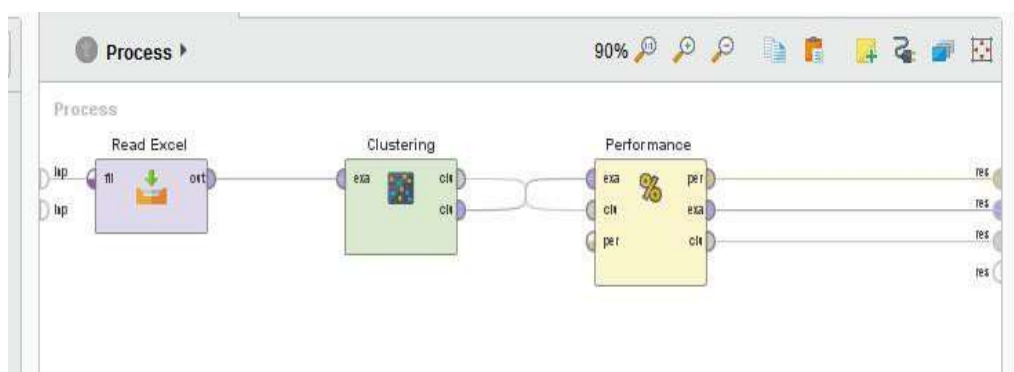 Process
90%
Process
Read Excel
Clustering
Performance
inp
fil
out
exa
clu
exa
per
res
inp
clu
clu
exa
res
per
clu
res
res